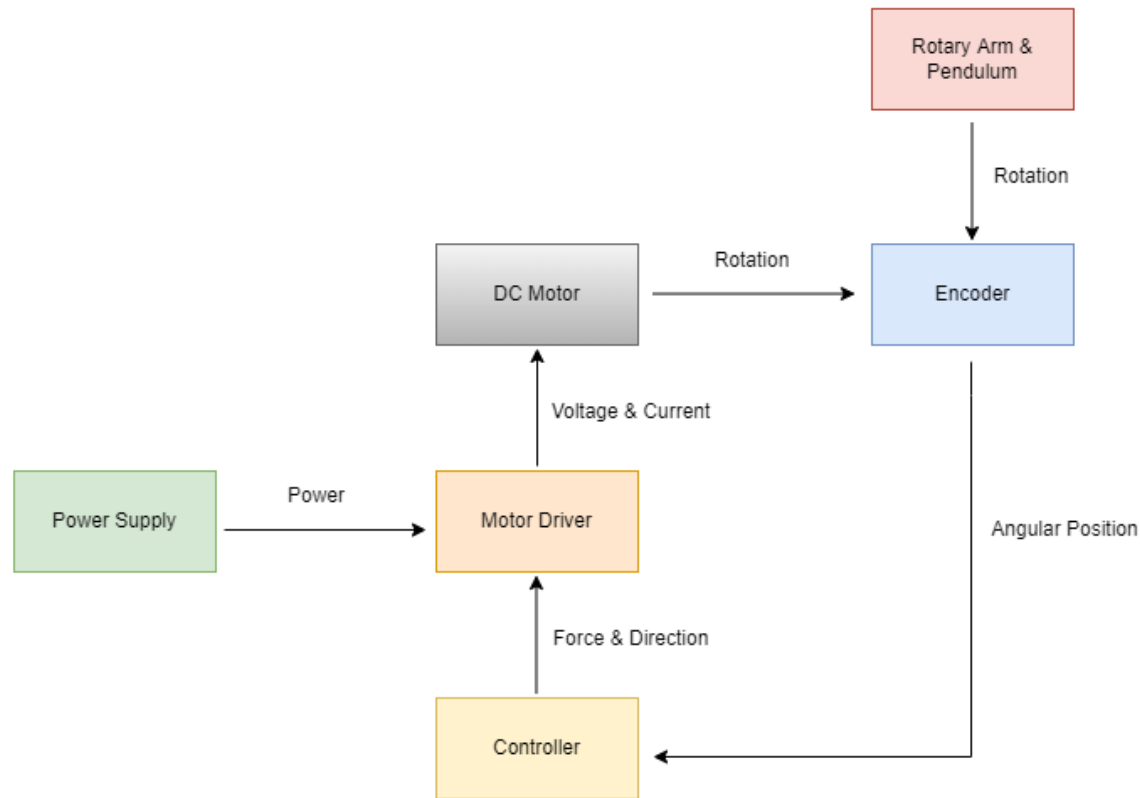 Rotary Arm &
Pendulum
Rotation
DC Motor
Rotation
Encoder
Voltage & Current
Power Supply
Power
Motor Driver
Angular Position
Force & Direction
Controller